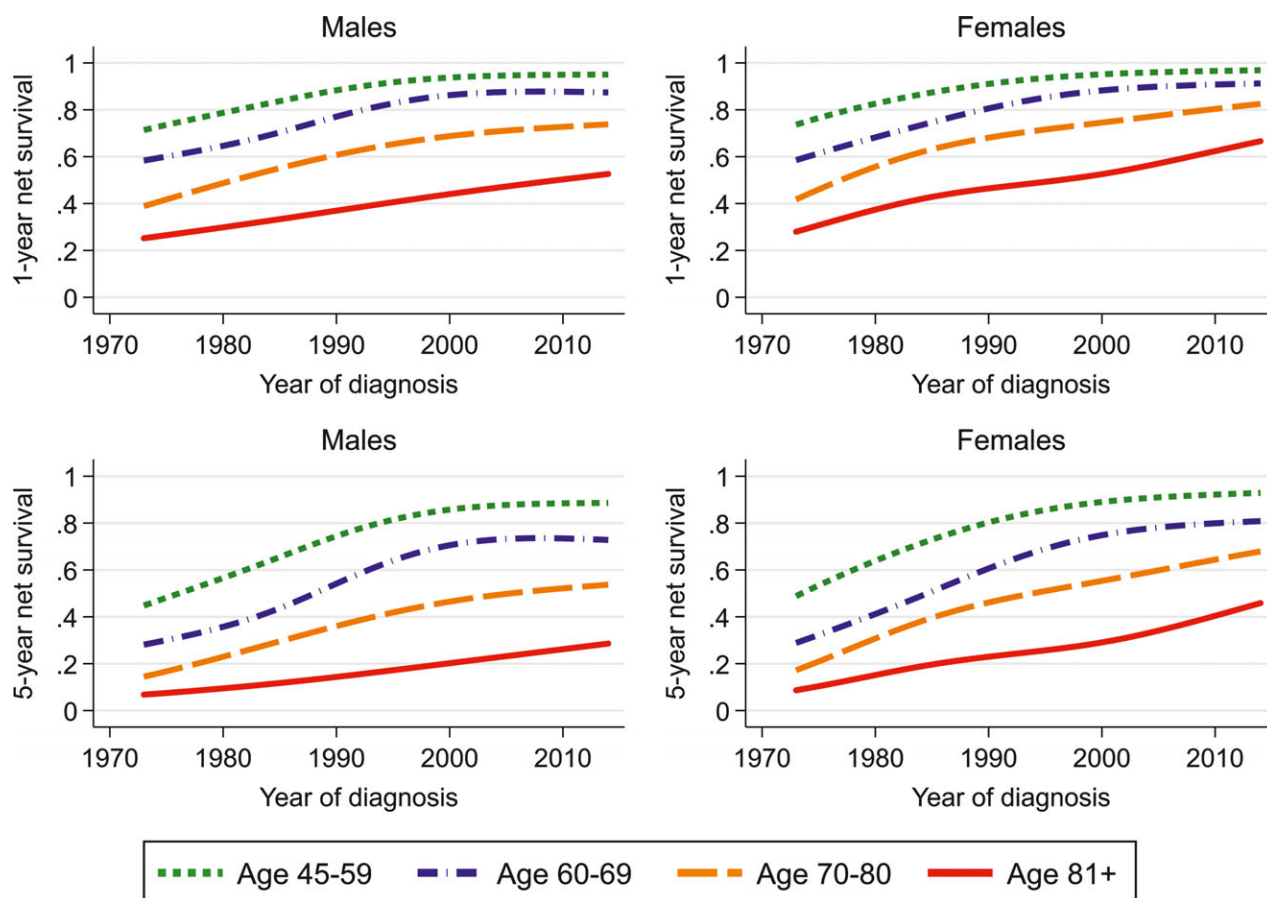 Males
Females
1-year net survival
1
.8
.6
.4
.2
0
1970 1980 1990 2000 2010
Year of diagnosis
1-year net survival
1
.8
.6
.4
.2
0
1970 1980 1990 2000 2010
Year of diagnosis
Males
Females
5-year net survival
1
.8
.6
.4
.2
0
1970 1980 1990 2000 2010
Year of diagnosis
5-year net survival
1
.8
.6
.4
.2
0
1970 1980 1990 2000 2010
Year of diagnosis
Age 45-59 Age 60-69 Age 70-80 Age 81+